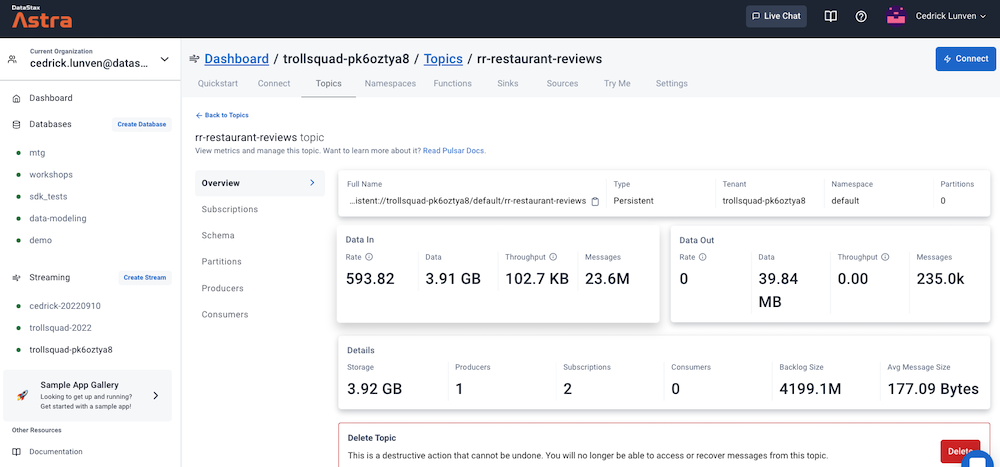 DataStax
Astra
Live Chat
Cedrick Lunven
Current Organization
cedrick.lunven@datas...
Dashboard
Databases
Create Database
mtg
workshops
sdk_tests
data-modeling
demo
Streaming
Create Stream
cedrick-20220910
trollsquad-2022
trollsquad-pk6oztya8
Sample App Gallery
Looking to get up and running?
Get started with a sample app!
Other Resources
Documentation
Dashboard / trollsquad-pk6oztya8 / Topics / rr-restaurant-reviews
Connect
Quickstart Connect Topics Namespaces Functions Sinks Sources Try Me Settings
Back to Topics
rr-restaurant-reviews topic
View metrics and manage this topic. Want to learn more about it? Read Pulsar Docs.
Overview
Subscriptions
Schema
Partitions
Producers
Consumers
Full Name Type Tenant Namespace Partitions
...istent://trollsquad-pk6oztya8/default/rr-restaurant-reviews Persistent trollsquad-pk6oztya8 default 0
Data In
Rate Data Throughput Messages
593.82 3.91 GB 102.7 KB 23.6M
Data Out
Rate Data Throughput Messages
0 39.84 MB 0.00 235.0k
Details
Storage Producers Subscriptions Consumers Backlog Size Avg Message Size
3.92 GB 1 2 0 4199.1M 177.09 Bytes
Delete Topic
This is a destructive action that cannot be undone. You will no longer be able to access or recover messages from this topic.
Delete